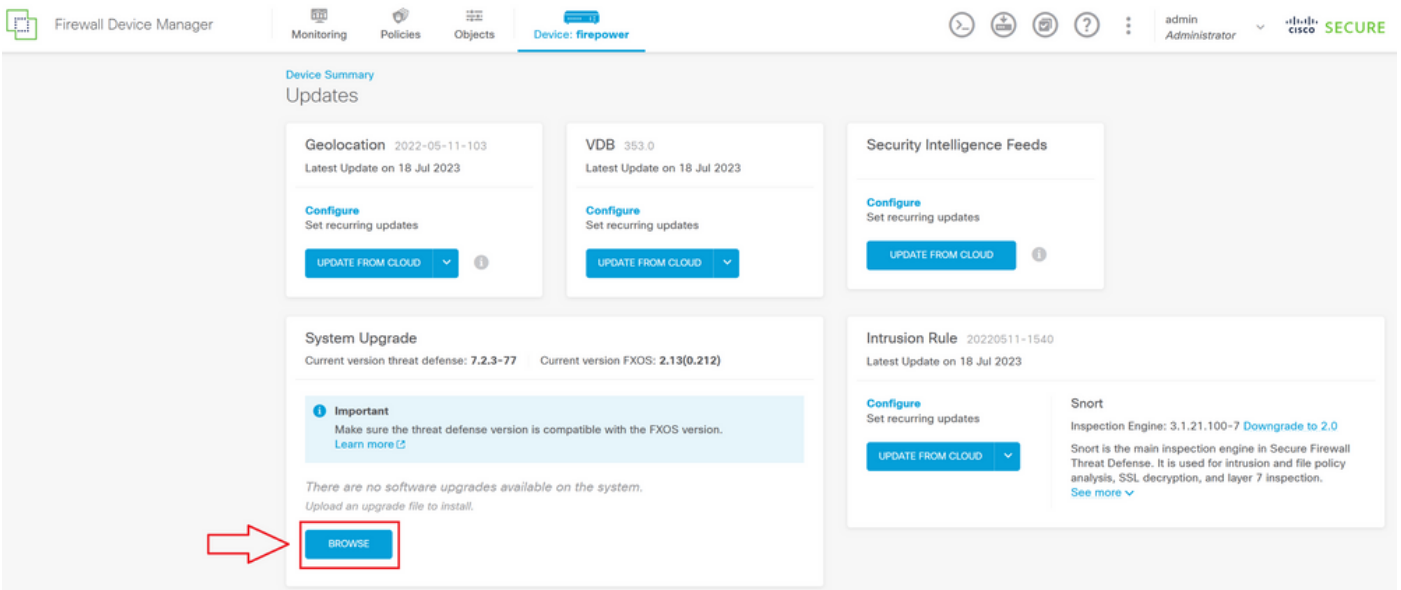 Firewall Device Manager
Monitoring
Policies
Objects
Device: firepower
admin
Administrator
CISCO SECURE
Device Summary
Updates
Geolocation 2022-05-11-103
Latest Update on 18 Jul 2023
Configure
Set recurring updates
UPDATE FROM CLOUD
VDB 353.0
Latest Update on 18 Jul 2023
Configure
Set recurring updates
UPDATE FROM CLOUD
Security Intelligence Feeds
Configure
Set recurring updates
UPDATE FROM CLOUD
System Upgrade
Current version threat defense: 7.2.3-77 Current version FXOS: 2.13(0.212)
Important
Make sure the threat defense version is compatible with the FXOS version.
Learn more
There are no software upgrades available on the system.
Upload an upgrade file to install.
BROWSE
Intrusion Rule 20220511-1540
Latest Update on 18 Jul 2023
Configure
Set recurring updates
UPDATE FROM CLOUD
Snort
Inspection Engine: 3.1.21.100-7 Downgrade to 2.0
Snort is the main inspection engine in Secure Firewall
Threat Defense. It is used for intrusion and file policy
analysis, SSL decryption, and layer 7 inspection.
See more